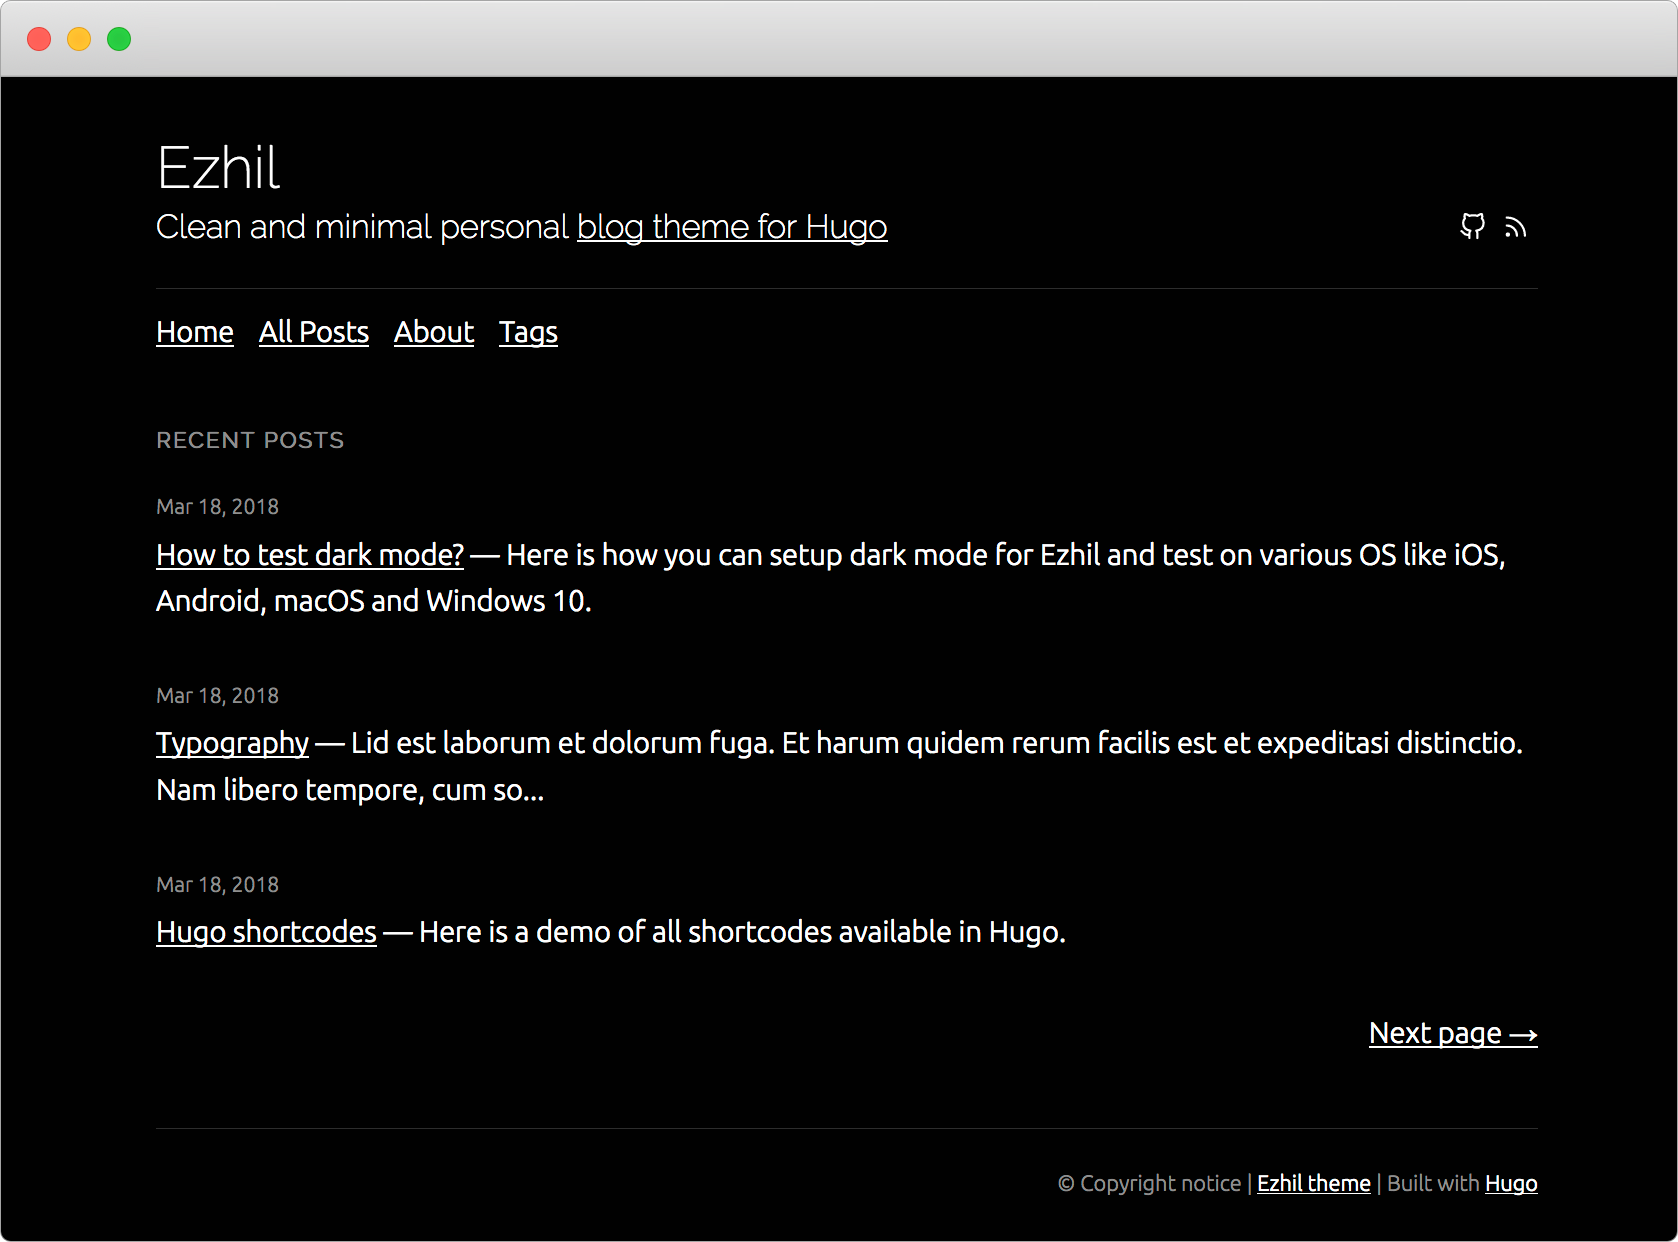 Ezhil
Clean and minimal personal blog theme for Hugo
Home All Posts About Tags
RECENT POSTS
Mar 18, 2018
How to test dark mode? — Here is how you can setup dark mode for Ezhil and test on various OS like iOS,
Android, macOS and Windows 10.
Mar 18, 2018
Typography — Lid est laborum et dolorum fuga. Et harum quidem rerum facilis est et expeditasi distinctio.
Nam libero tempore, cum so...
Mar 18, 2018
Hugo shortcodes — Here is a demo of all shortcodes available in Hugo.
Next page →
© Copyright notice | Ezhil theme | Built with Hugo